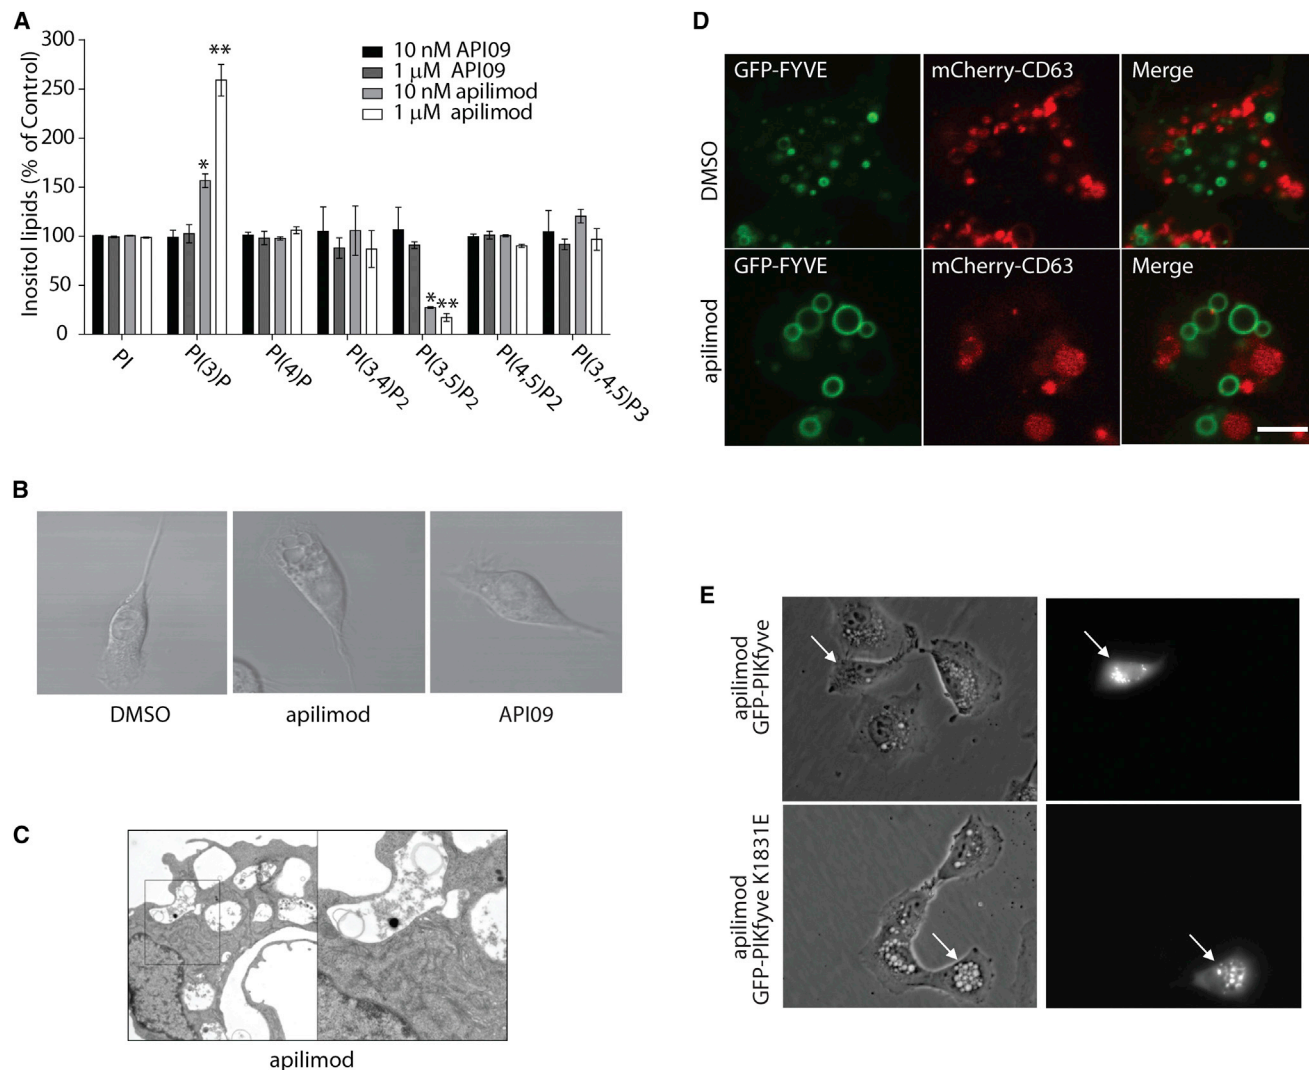 A
300
250
200
150
100
50
0
Inositol lipids (% of Control)
10 nM API09
1 µM API09
10 nM apilimod
1 µM apilimod
*
**
*
**
PI
PI(3)P
PI(4)P
PI(3,4)P2
PI(3,5)P2
PI(4,5)P2
PI(3,4,5)P3
B
DMSO
apilimod
API09
C
apilimod
D
GFP-FYVE
mCherry-CD63
Merge
DMSO
GFP-FYVE
mCherry-CD63
Merge
apilimod
E
apilimod
GFP-PIKfyve
apilimod
GFP-PIKfyve K1831E